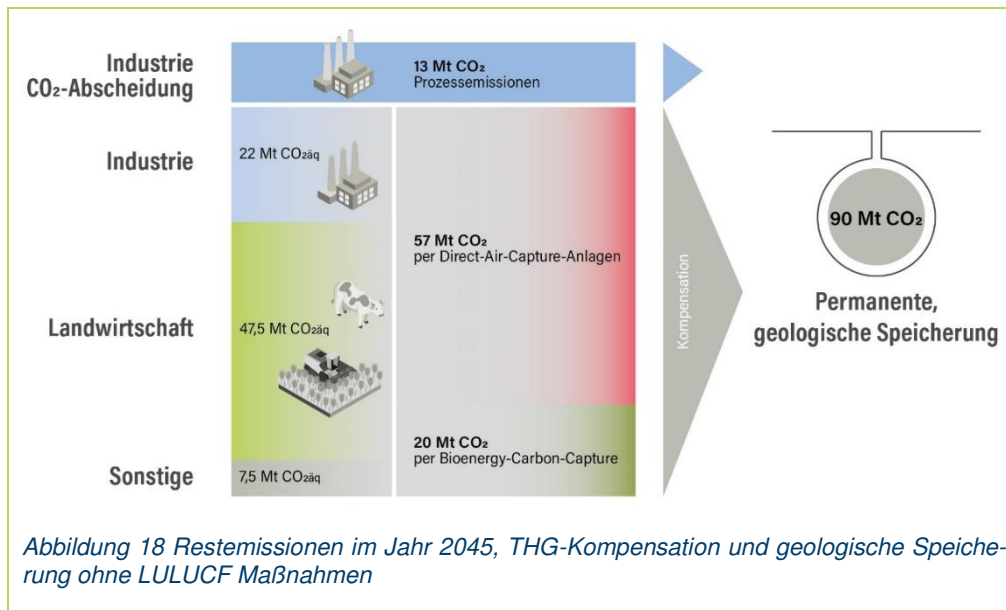 Industrie
CO₂-Abscheidung
13 Mt CO₂
Prozessemissionen
Industrie
22 Mt CO₂äq
57 Mt CO₂
per Direct-Air-Capture-Anlagen
Landwirtschaft
47,5 Mt CO₂äq
20 Mt CO₂
per Bioenergy-Carbon-Capture
Sonstige
7,5 Mt CO₂äq
Kompensation
90 Mt CO₂
Permanente,
geologische Speicherung
Abbildung 18 Restemissionen im Jahr 2045, THG-Kompensation und geologische Speiche-
rung ohne LULUCF Maßnahmen